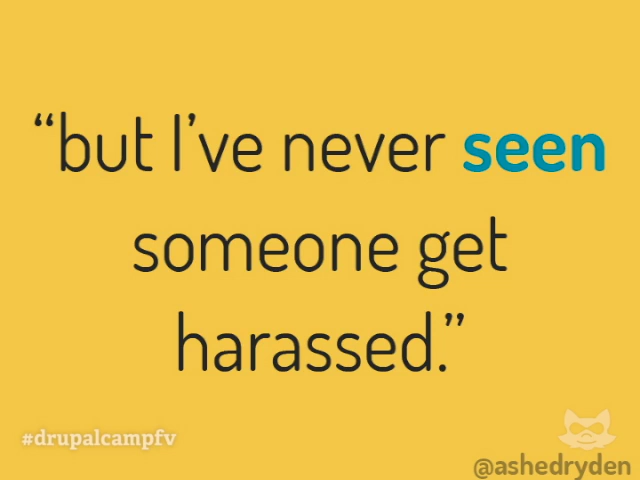 “but I’ve never seen
someone get
harassed.”
#drupalcampfv
@ashedryden